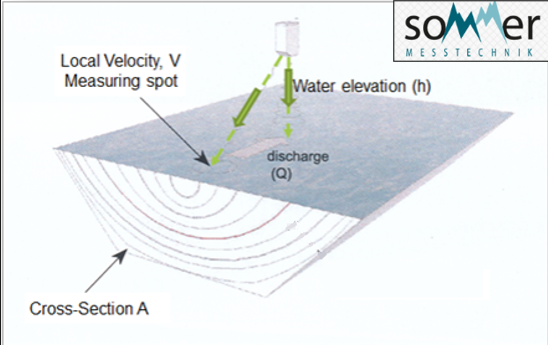 sommer
MESSTECHNIK
Local Velocity, V
Measuring spot
Water elevation (h)
discharge
(Q)
Cross-Section A